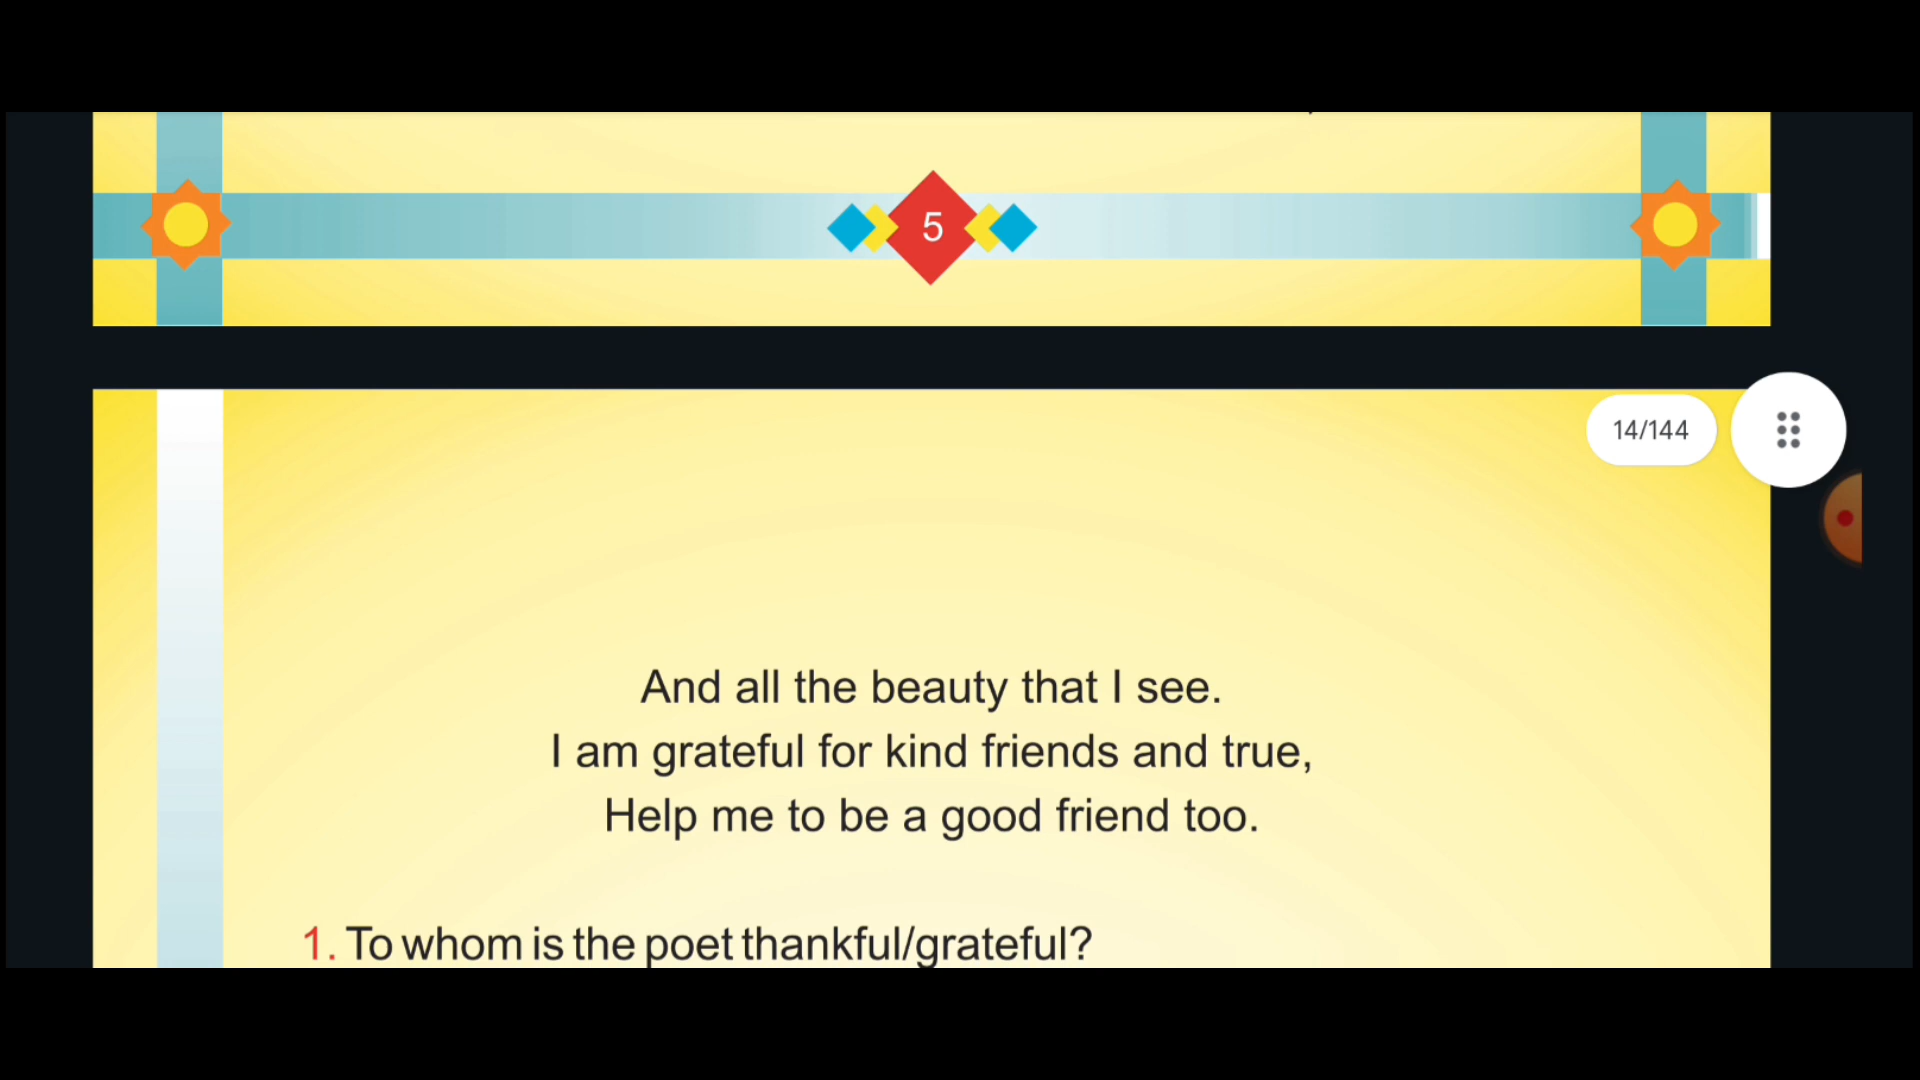 5
14/144
And all the beauty that I see.
I am grateful for kind friends and true,
Help me to be a good friend too.
1. To whom is the poet thankful/grateful?